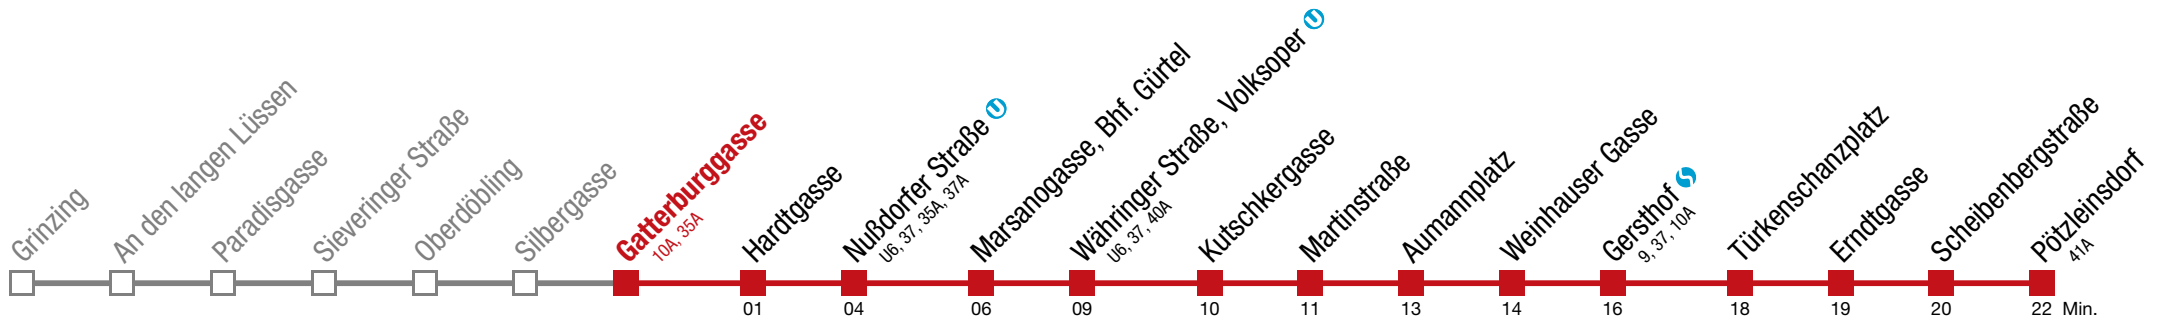 Grinzing
An den langen Lüssen
Paradisgasse
Sieveringer Straße
Oberdöbling
Silbergasse
Gatterburggasse
10A, 35A
Hardtgasse
Nußdorfer Straße U
U6, 37, 35A, 37A
Marsanogasse, Bhf. Gürtel
Währinger Straße, Volksoper U
U6, 37, 40A
Kutschkergasse
Martinstraße
Aumannplatz
Weinhauser Gasse
Gersthof S
9, 37, 10A
Türkenschanzplatz
Erndtgasse
Scheibenbergstraße
Pötzleinsdorf
41A
01 04 06 09 10 11 13 14 16 18 19 20 22 Min.